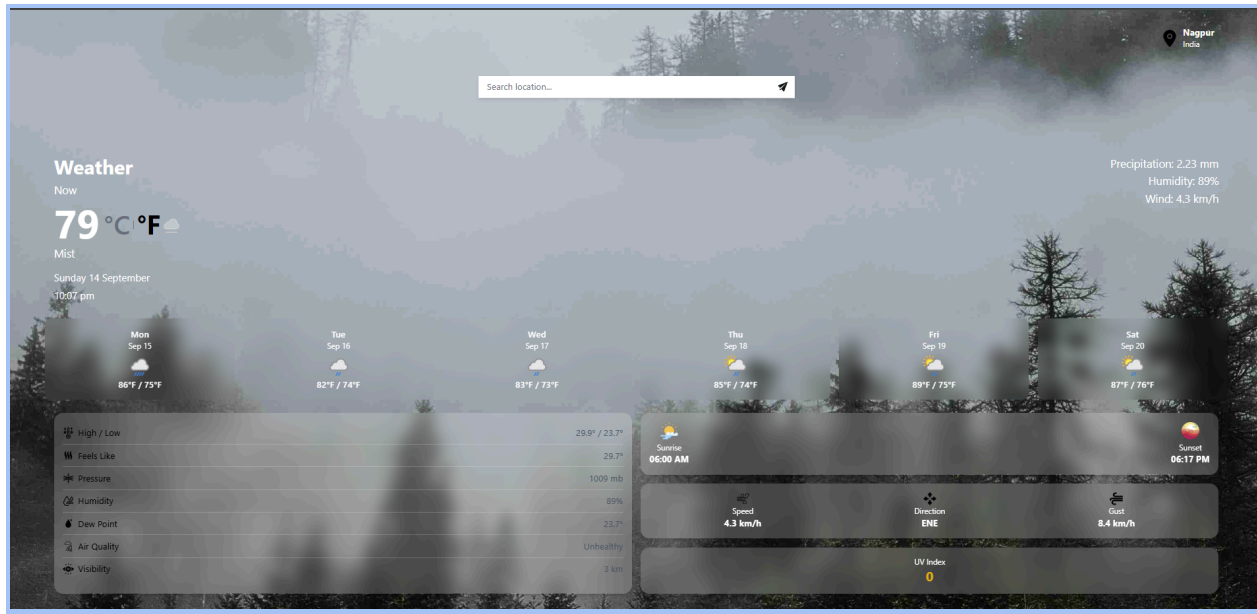 Nagpur
India
Search location...
Weather
Now
79 °C °F
Mist
Sunday 14 September
10:07 pm
Precipitation: 2.23 mm
Humidity: 89%
Wind: 4.3 km/h
Mon
Sep 15
86°F / 75°F
Tue
Sep 16
82°F / 74°F
Wed
Sep 17
83°F / 73°F
Thu
Sep 18
85°F / 74°F
Fri
Sep 19
89°F / 75°F
Sat
Sep 20
87°F / 76°F
High / Low 29.9° / 23.7°
Feels Like 29.7°
Pressure 1009 mb
Humidity 89%
Dew Point 23.7°
Air Quality Unhealthy
Visibility 3 km
Sunrise
06:00 AM
Sunset
06:17 PM
Speed
4.3 km/h
Direction
ENE
Gust
8.4 km/h
UV Index
0